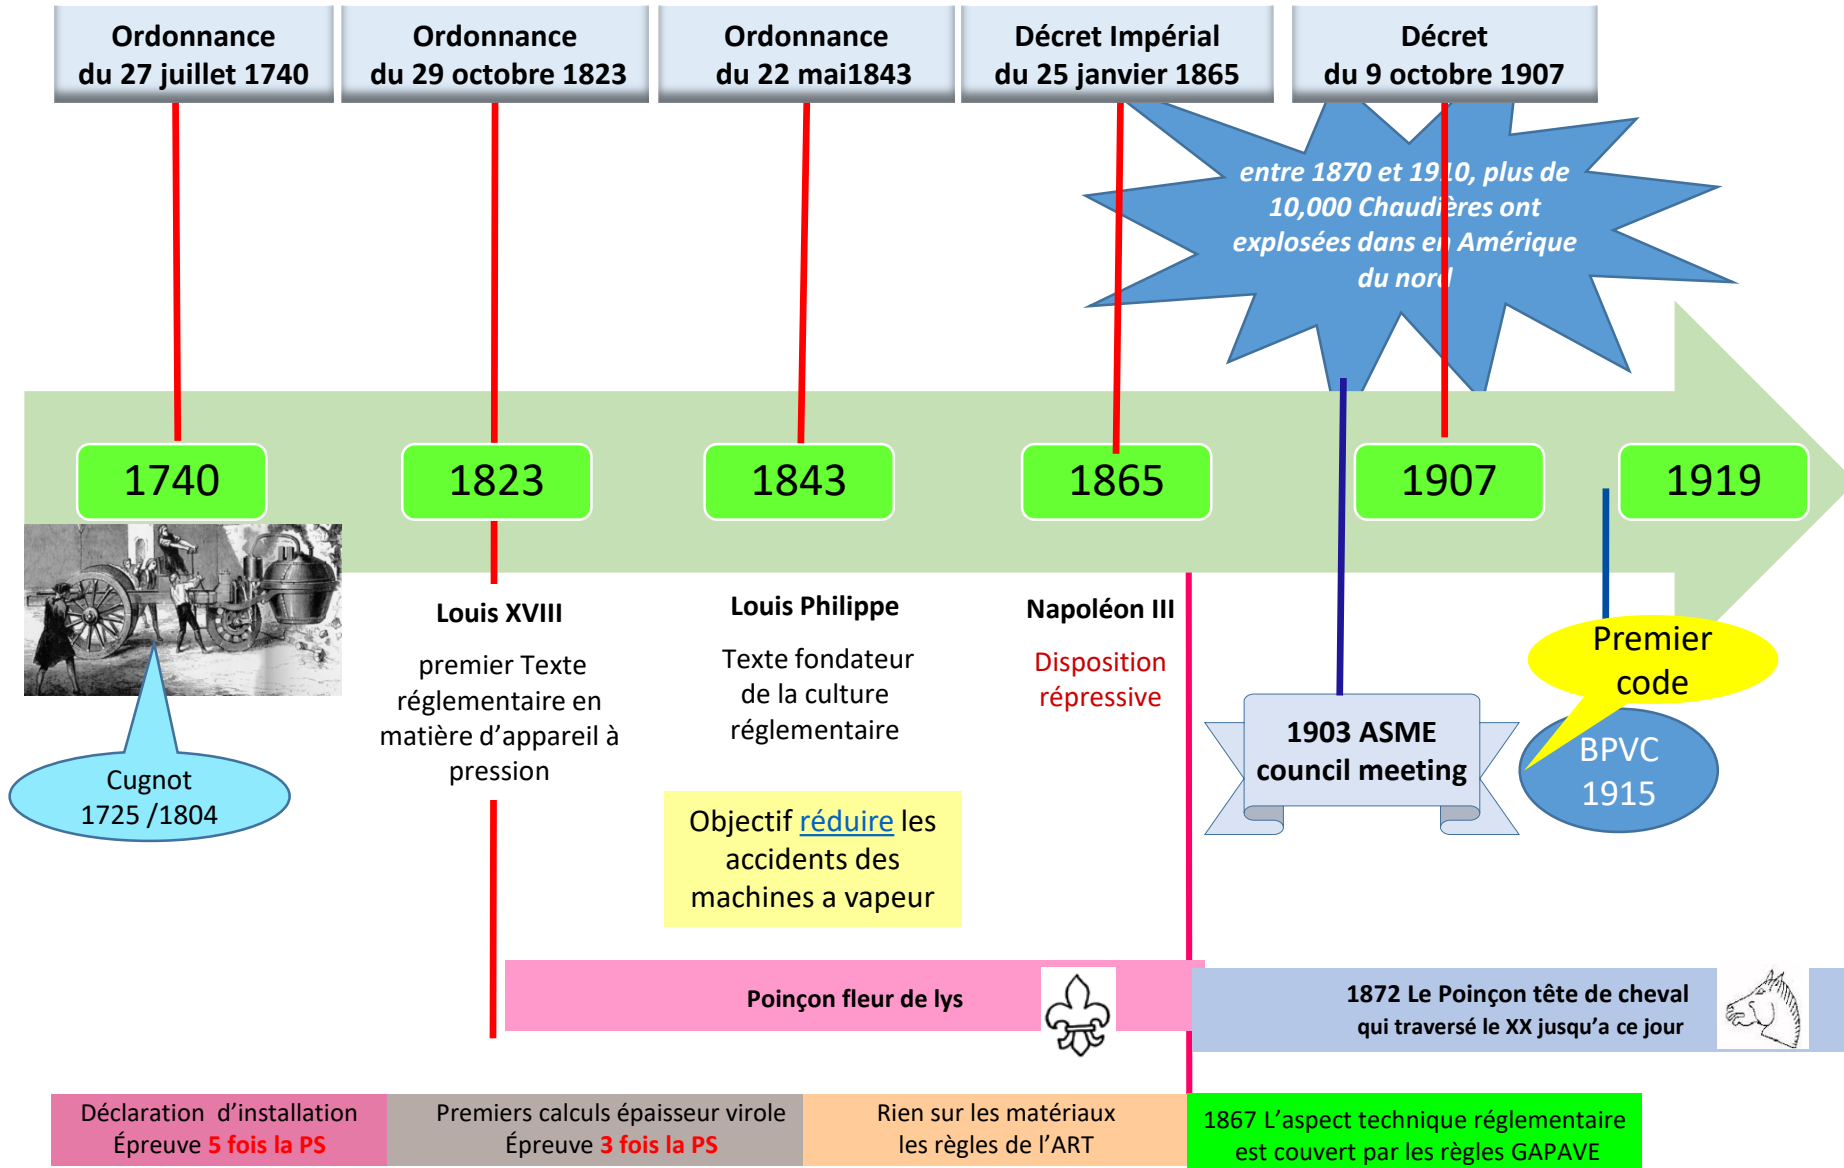 Ordonnance
du 27 juillet 1740
Ordonnance
du 29 octobre 1823
Ordonnance
du 22 mai1843
Décret Impérial
du 25 janvier 1865
Décret
du 9 octobre 1907
entre 1870 et 1910, plus de
10,000 Chaudières ont
explosées dans en Amérique
du nord
1740
1823
1843
1865
1907
1919
Cugnot
1725 /1804
Louis XVIII
premier Texte
réglementaire en
matière d’appareil à
pression
Louis Philippe
Texte fondateur
de la culture
réglementaire
Objectif réduire les
accidents des
machines a vapeur
Napoléon III
Disposition
répressive
1903 ASME
council meeting
Premier
code
BPVC
1915
Poinçon fleur de lys
1872 Le Poinçon tête de cheval
qui traversé le XX jusqu’a ce jour
Déclaration d’installation
Épreuve 5 fois la PS
Premiers calculs épaisseur virole
Épreuve 3 fois la PS
Rien sur les matériaux
les règles de l’ART
1867 L’aspect technique réglementaire
est couvert par les règles GAPAVE